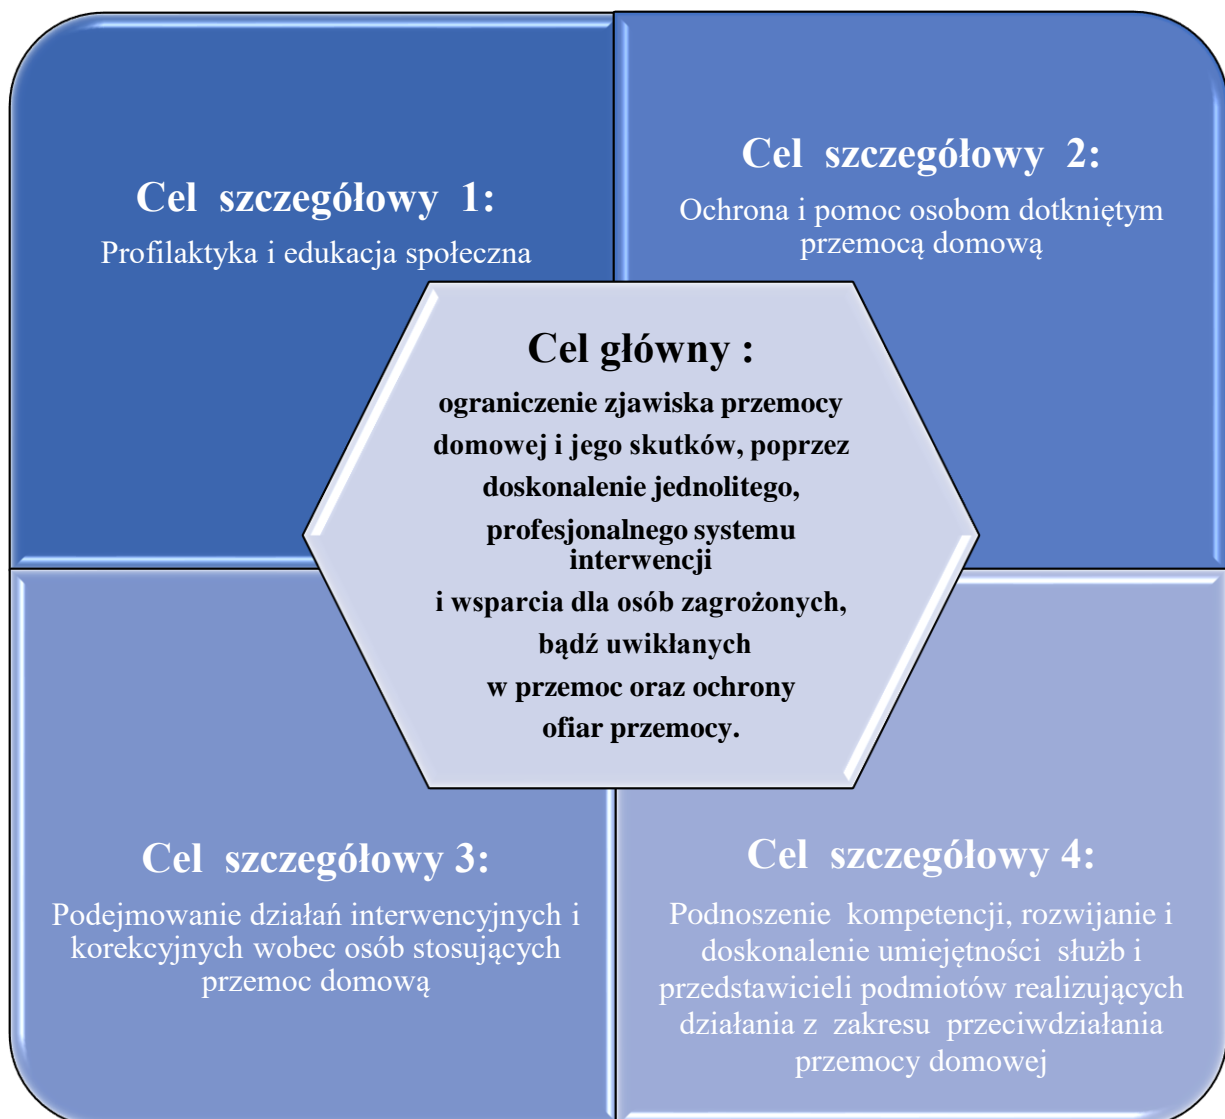 Cel szczegółowy 1:
Profilaktyka i edukacja społeczna
Cel szczegółowy 2:
Ochrona i pomoc osobom dotkniętym
przemocą domową
Cel główny :
ograniczenie zjawiska przemocy
domowej i jego skutków, poprzez
doskonalenie jednolitego,
profesjonalnego systemu
interwencji
i wsparcia dla osób zagrożonych,
bądź uwikłanych
w przemoc oraz ochrony
ofiar przemocy.
Cel szczegółowy 3:
Podejmowanie działań interwencyjnych i
korekcyjnych wobec osób stosujących
przemoc domową
Cel szczegółowy 4:
Podnoszenie kompetencji, rozwijanie i
doskonalenie umiejętności służb i
przedstawicieli podmiotów realizujących
działania z zakresu przeciwdziałania
przemocy domowej